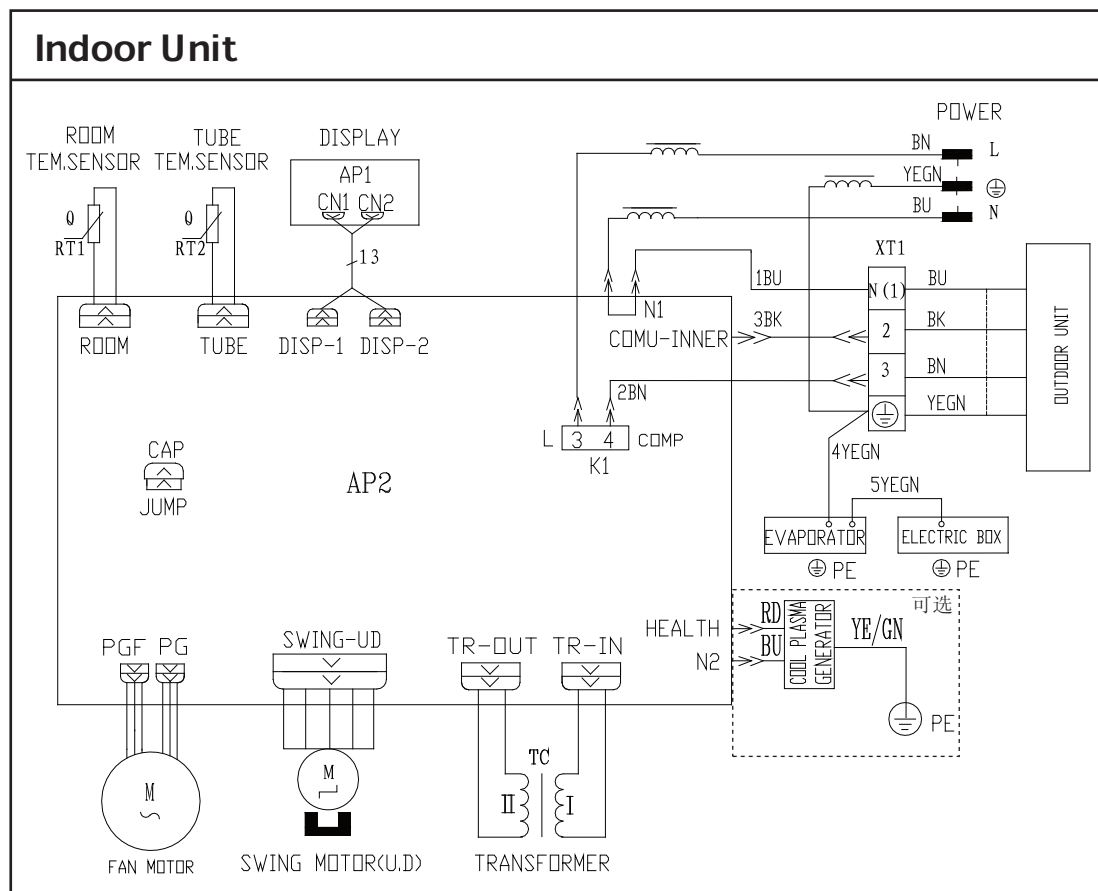 Indoor Unit
ROOM
TEM.SENSOR
TUBE
TEM.SENSOR
DISPLAY
AP1
CN1 CN2
θ
RT1
θ
RT2
13
POWER
BN
L
YEGN
BU
N
XT1
1BU
N(1)
BU
N1
COMU-INNER
3BK
2
BK
3
BN
2BN
YEGN
OUTDOOR UNIT
ROOM
TUBE
DISP-1
DISP-2
L
3 4
COMP
K1
4YEGN
CAP
JUMP
AP2
5YEGN
EVAPORATOR
ELECTRIC BOX
PE
PE
可选
HEALTH
RD
N2
BU
COOL PLASMA
GENERATOR
YE/GN
PE
PGF PG
SWING-UD
TR-OUT
TR-IN
M
M
TC
II
I
FAN MOTOR
SWING MOTOR(U,D)
TRANSFORMER